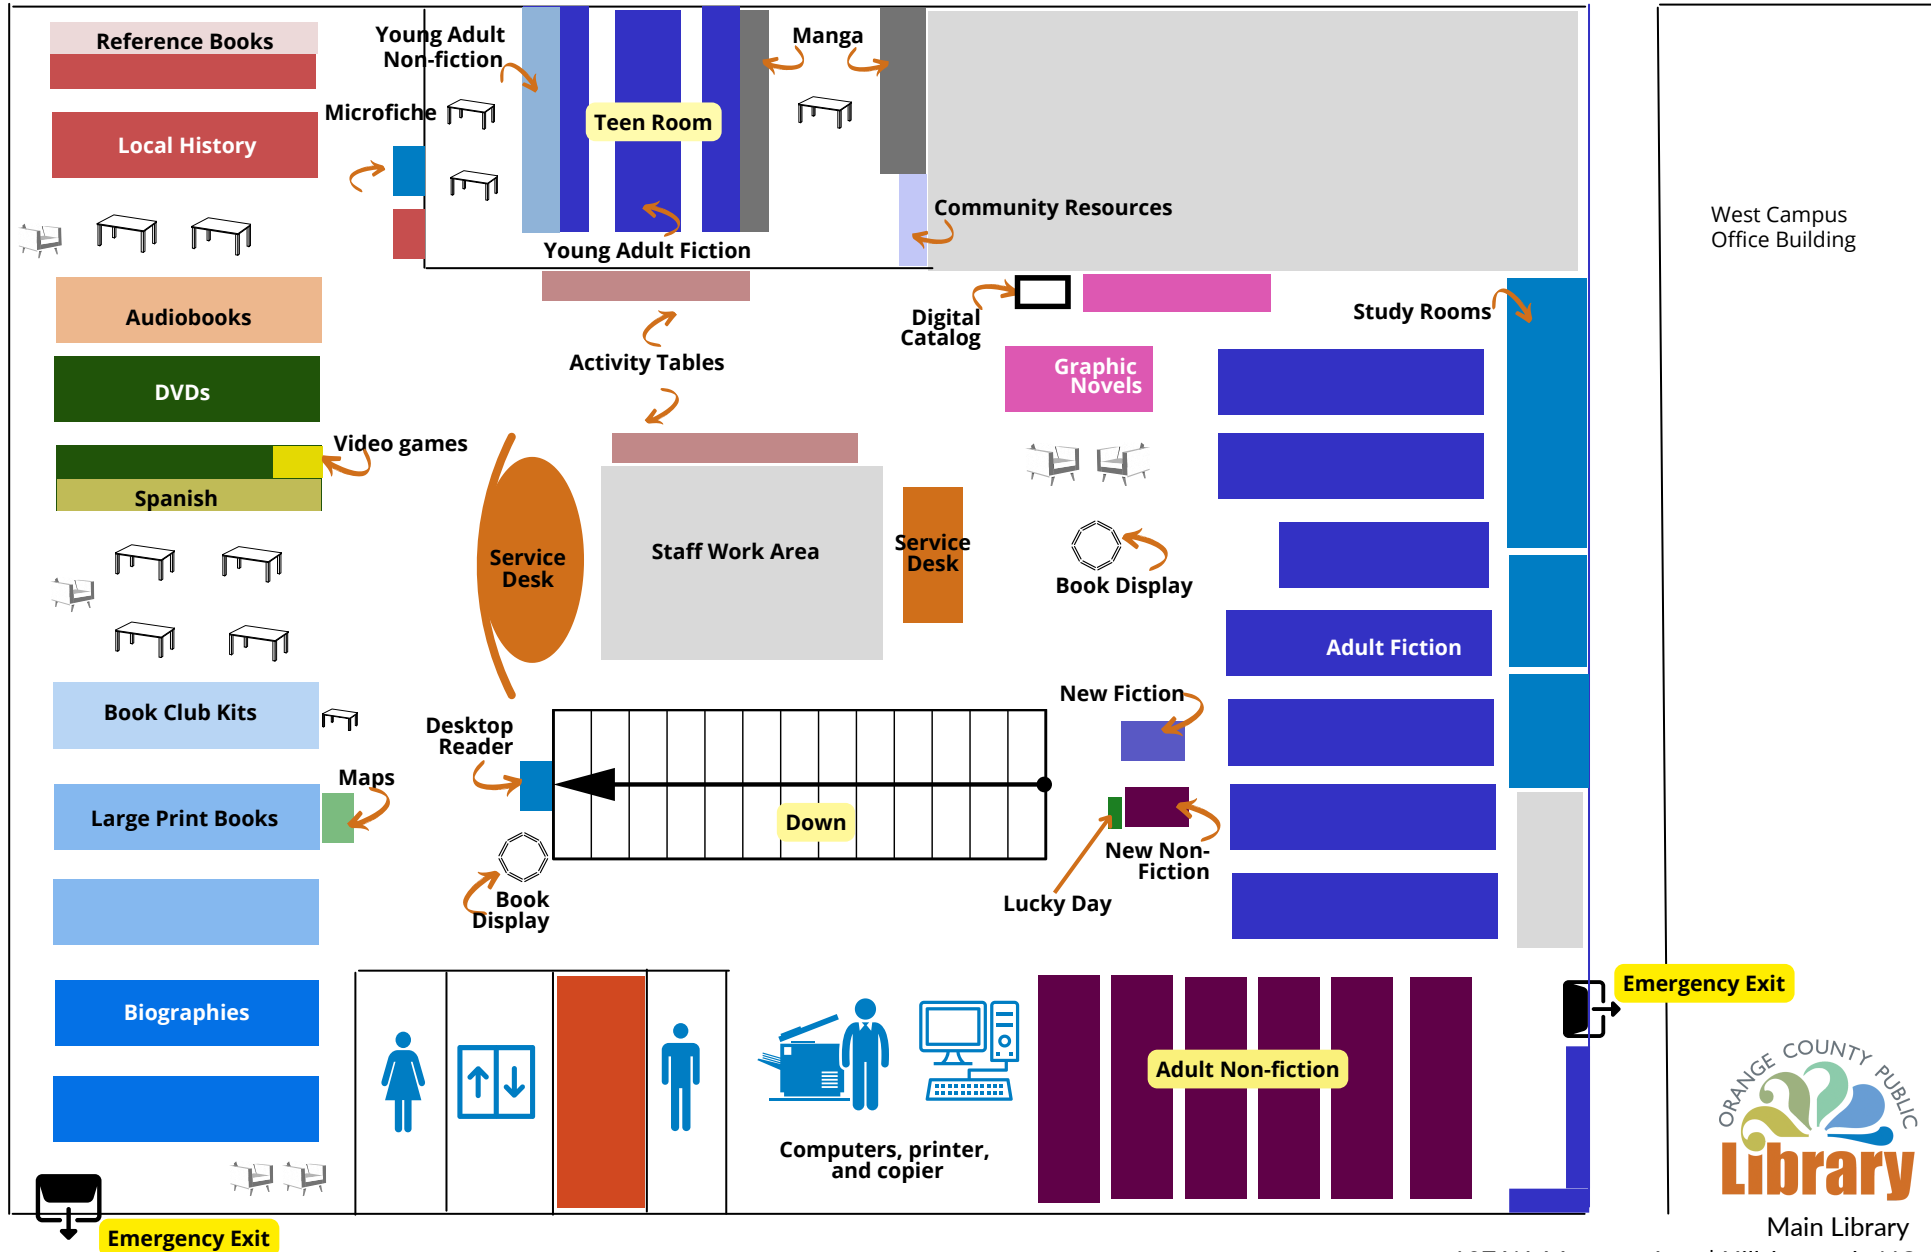 Reference Books
Young Adult
Non-fiction
Manga
Microfiche
Teen Room
Local History
Community Resources
West Campus
Office Building
Young Adult Fiction
Audiobooks
Digital
Catalog
Study Rooms
Activity Tables
Graphic
Novels
DVDs
Video games
Spanish
Service
Desk
Staff Work Area
Service
Desk
Book Display
Adult Fiction
New Fiction
Book Club Kits
Desktop
Reader
Maps
Large Print Books
Down
New Non-
Fiction
Lucky Day
Book
Display
Emergency Exit
Biographies
Adult Non-fiction
Computers, printer,
and copier
ORANGE COUNTY PUBLIC
Library
Main Library
Emergency Exit